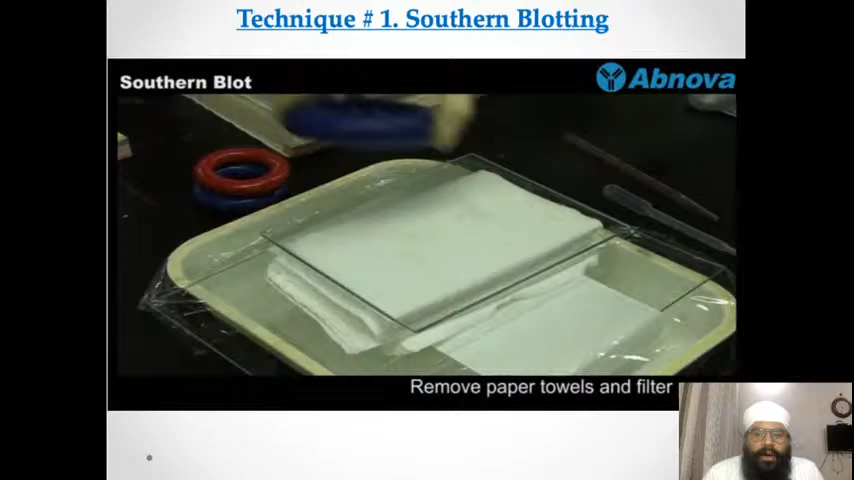 Technique # 1. Southern Blotting
Southern Blot
Abnova
Remove paper towels and filter